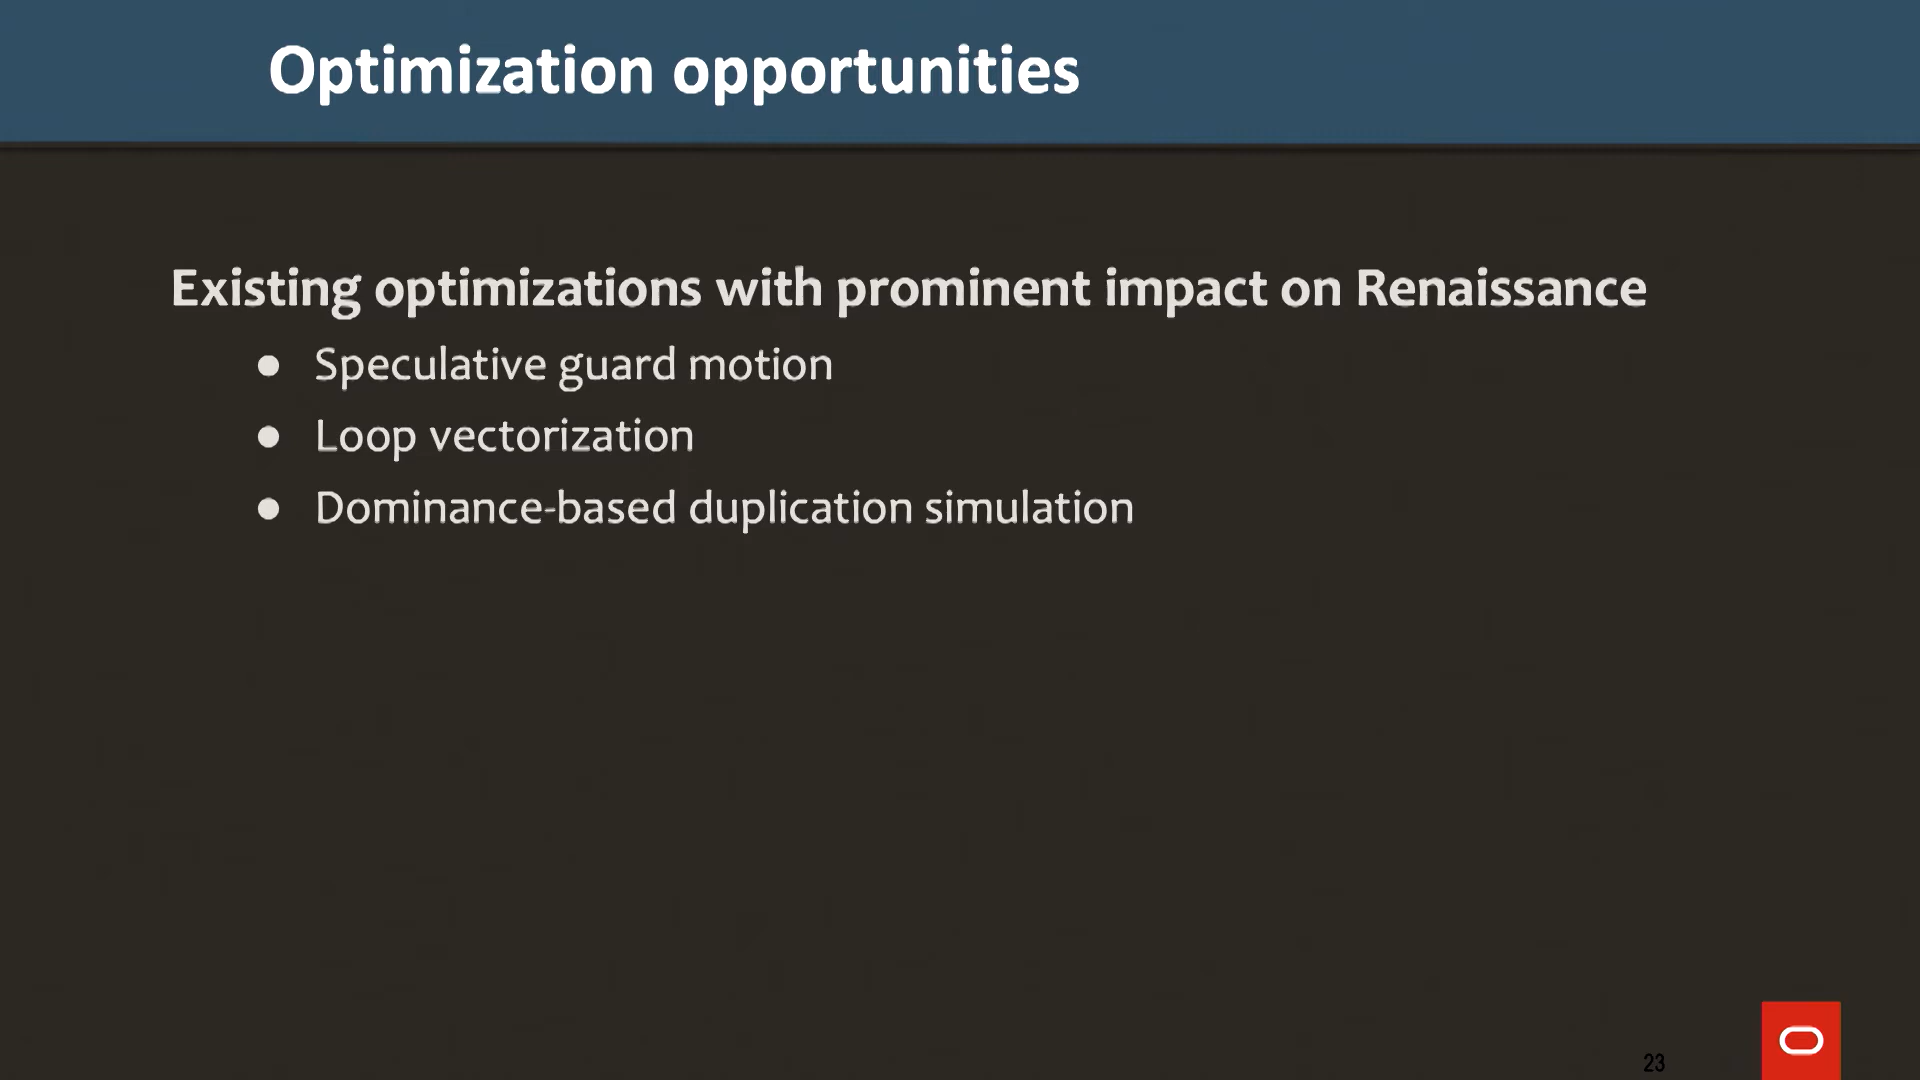 Optimization opportunities
Existing optimizations with prominent impact on Renaissance
● Speculative guard motion
● Loop vectorization
● Dominance-based duplication simulation
23